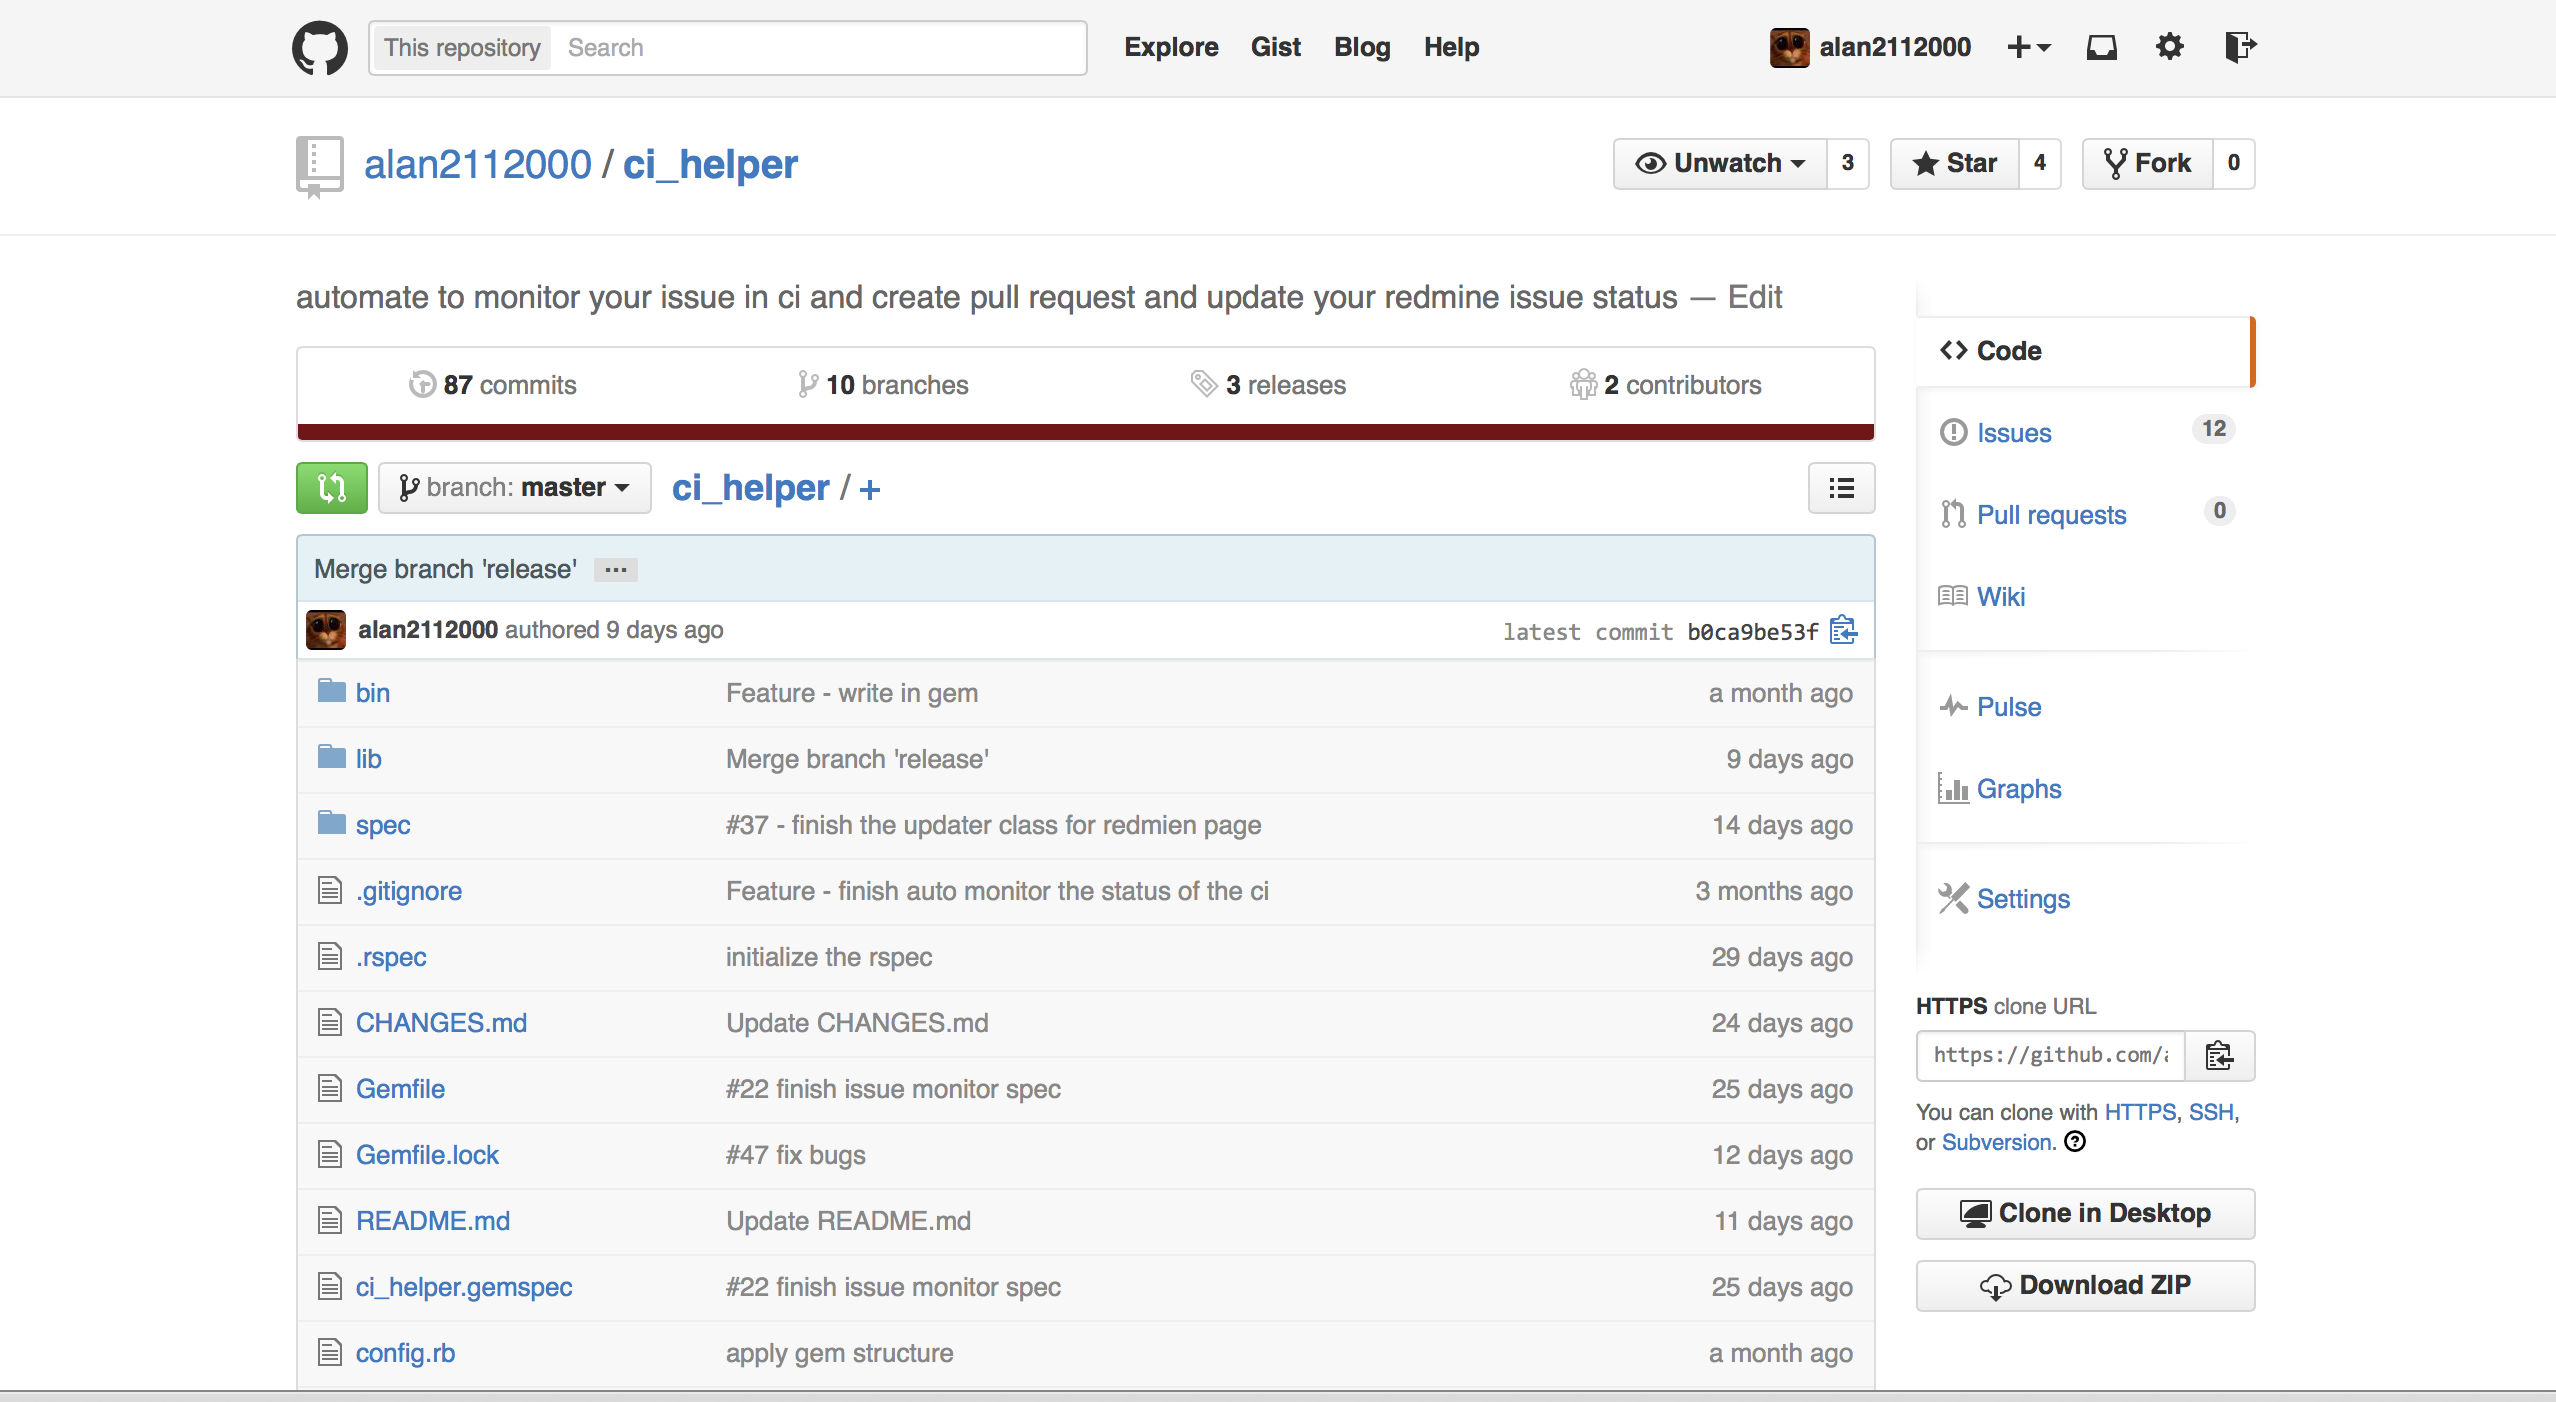 This repository Search Explore Gist Blog Help alan2112000
alan2112000 / ci_helper Unwatch 3 Star 4 Fork 0
automate to monitor your issue in ci and create pull request and update your redmine issue status — Edit
87 commits 10 branches 3 releases 2 contributors
branch: master ci_helper / +
Merge branch 'release' ...
alan2112000 authored 9 days ago latest commit b0ca9be53f
bin Feature - write in gem a month ago
lib Merge branch 'release' 9 days ago
spec #37 - finish the updater class for redmien page 14 days ago
.gitignore Feature - finish auto monitor the status of the ci 3 months ago
.rspec initialize the rspec 29 days ago
CHANGES.md Update CHANGES.md 24 days ago
Gemfile #22 finish issue monitor spec 25 days ago
Gemfile.lock #47 fix bugs 12 days ago
README.md Update README.md 11 days ago
ci_helper.gemspec #22 finish issue monitor spec 25 days ago
config.rb apply gem structure a month ago
Code
Issues 12
Pull requests 0
Wiki
Pulse
Graphs
Settings
HTTPS clone URL
https://github.com/a
You can clone with HTTPS, SSH,
or Subversion.
Clone in Desktop
Download ZIP